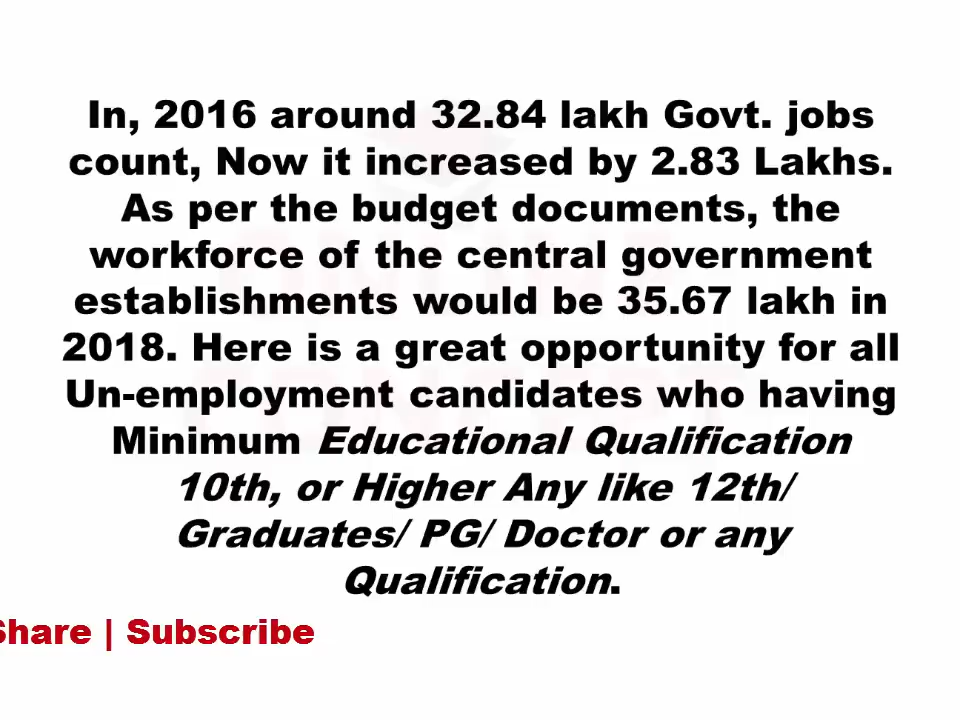 In, 2016 around 32.84 lakh Govt. jobs
count, Now it increased by 2.83 Lakhs.
As per the budget documents, the
workforce of the central government
establishments would be 35.67 lakh in
2018. Here is a great opportunity for all
Un-employment candidates who having
Minimum Educational Qualification
10th, or Higher Any like 12th/
Graduates/ PG/ Doctor or any
Qualification.
Share | Subscribe